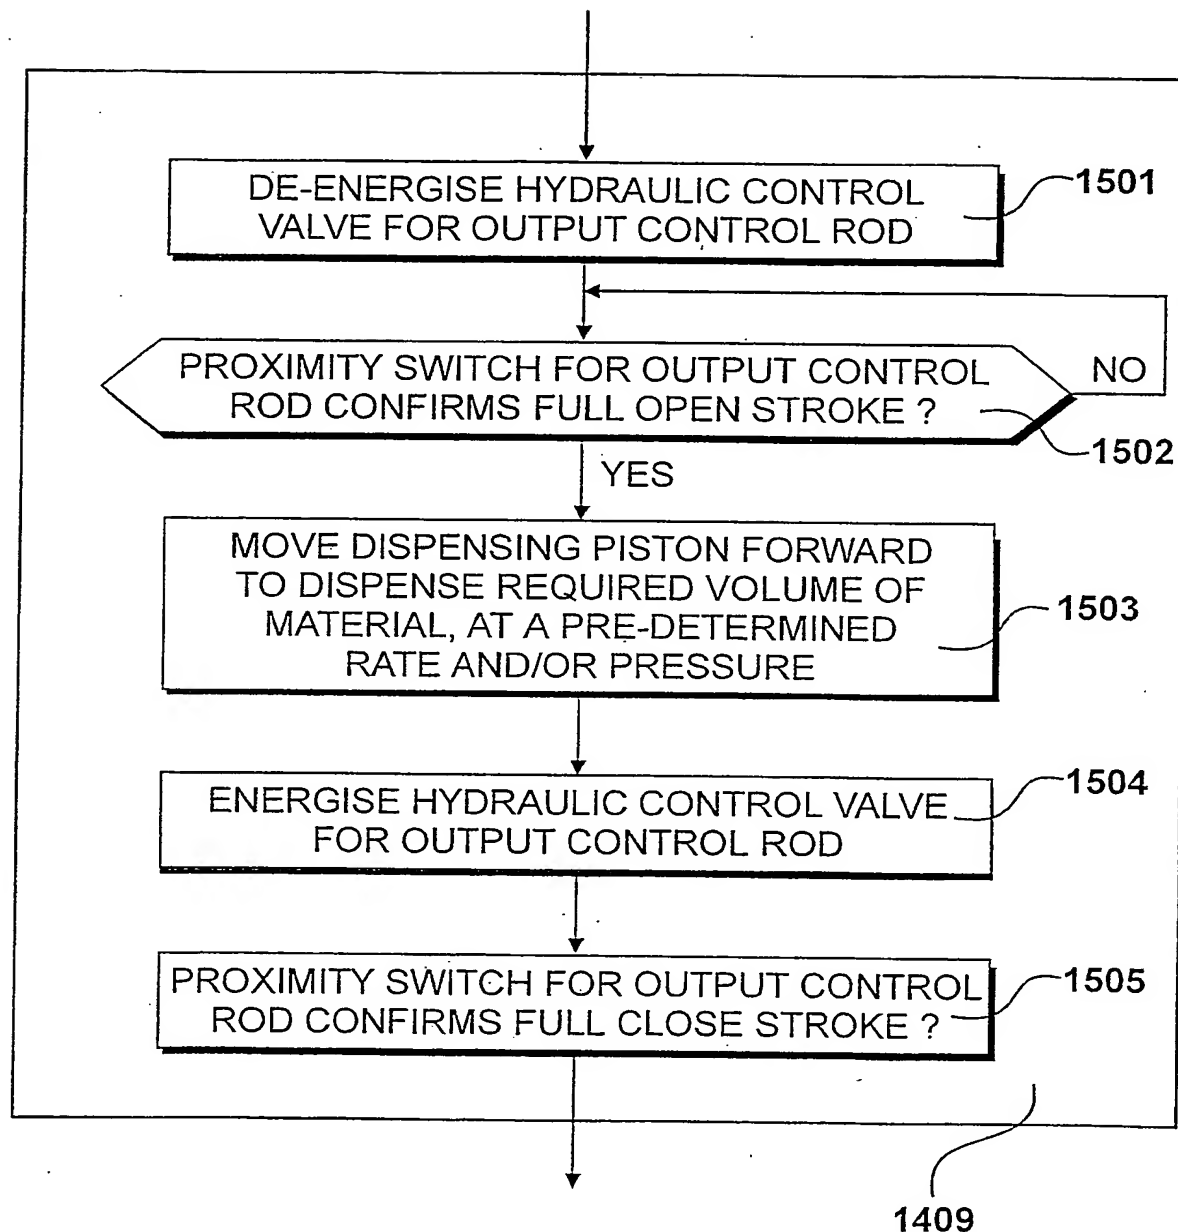 DE-ENERGISE HYDRAULIC CONTROL
VALVE FOR OUTPUT CONTROL ROD
1501
PROXIMITY SWITCH FOR OUTPUT CONTROL
ROD CONFIRMS FULL OPEN STROKE ?
NO
1502
YES
MOVE DISPENSING PISTON FORWARD
TO DISPENSE REQUIRED VOLUME OF
MATERIAL, AT A PRE-DETERMINED
RATE AND/OR PRESSURE
1503
ENERGISE HYDRAULIC CONTROL VALVE
FOR OUTPUT CONTROL ROD
1504
PROXIMITY SWITCH FOR OUTPUT CONTROL
ROD CONFIRMS FULL CLOSE STROKE ?
1505
1409